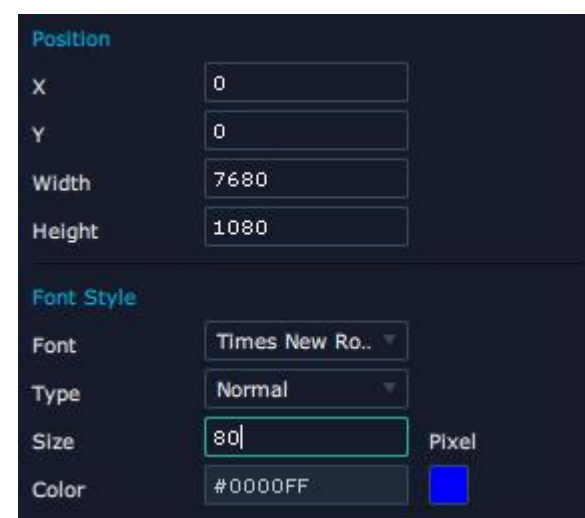 Position
X 0
Y 0
Width 7680
Height 1080
Font Style
Font Times New Ro..
Type Normal
Size 80 Pixel
Color #0000FF